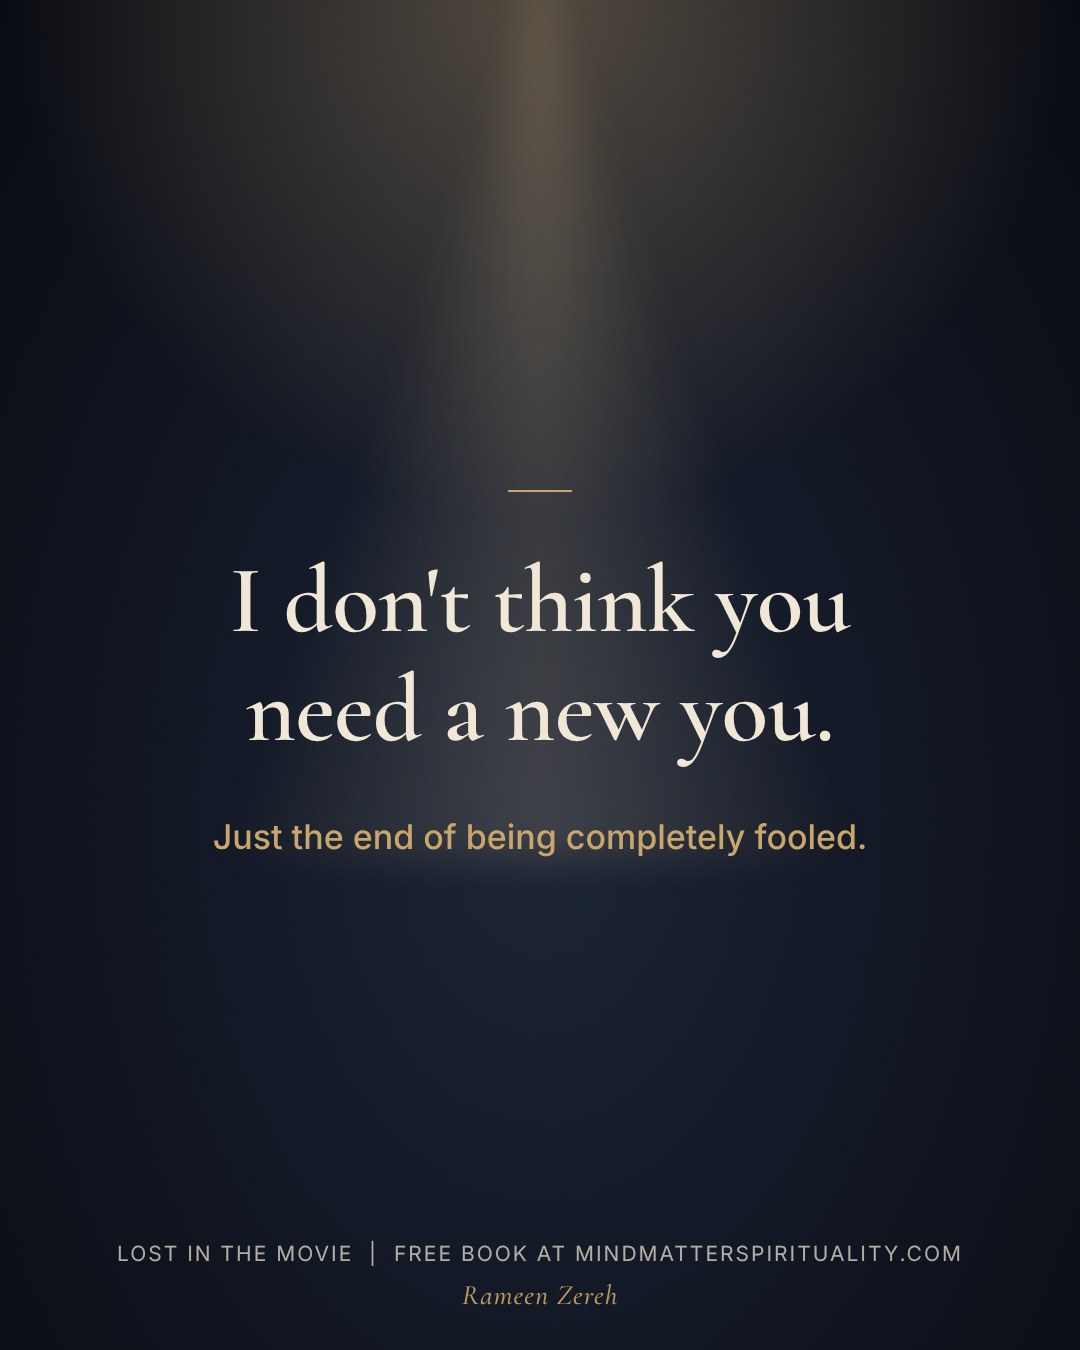 I don't think you
need a new you.
Just the end of being completely fooled.
LOST IN THE MOVIE | FREE BOOK AT MINDMATTERSPIRITUALITY.COM
Rameen Zereh